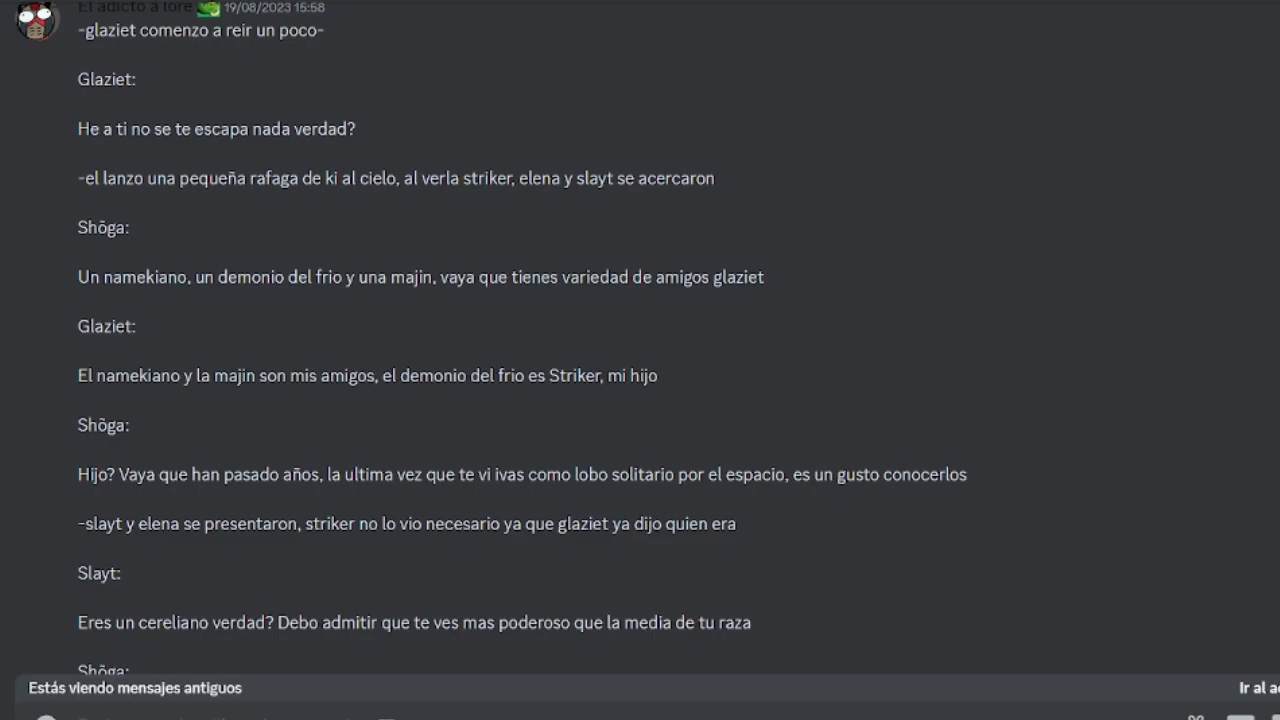 El adicto a lore 19/08/2023 15:58
-glaziet comenzo a reir un poco-
Glaziet:
He a ti no se te escapa nada verdad?
-el lanzo una pequeña rafaga de ki al cielo, al verla striker, elena y slayt se acercaron
Shōga:
Un namekiano, un demonio del frio y una majin, vaya que tienes variedad de amigos glaziet
Glaziet:
El namekiano y la majin son mis amigos, el demonio del frio es Striker, mi hijo
Shōga:
Hijo? Vaya que han pasado años, la ultima vez que te vi ivas como lobo solitario por el espacio, es un gusto conocerlos
-slayt y elena se presentaron, striker no lo vio necesario ya que glaziet ya dijo quien era
Slayt:
Eres un cereliano verdad? Debo admitir que te ves mas poderoso que la media de tu raza
Shōga:
Estás viendo mensajes antiguos
Ir al